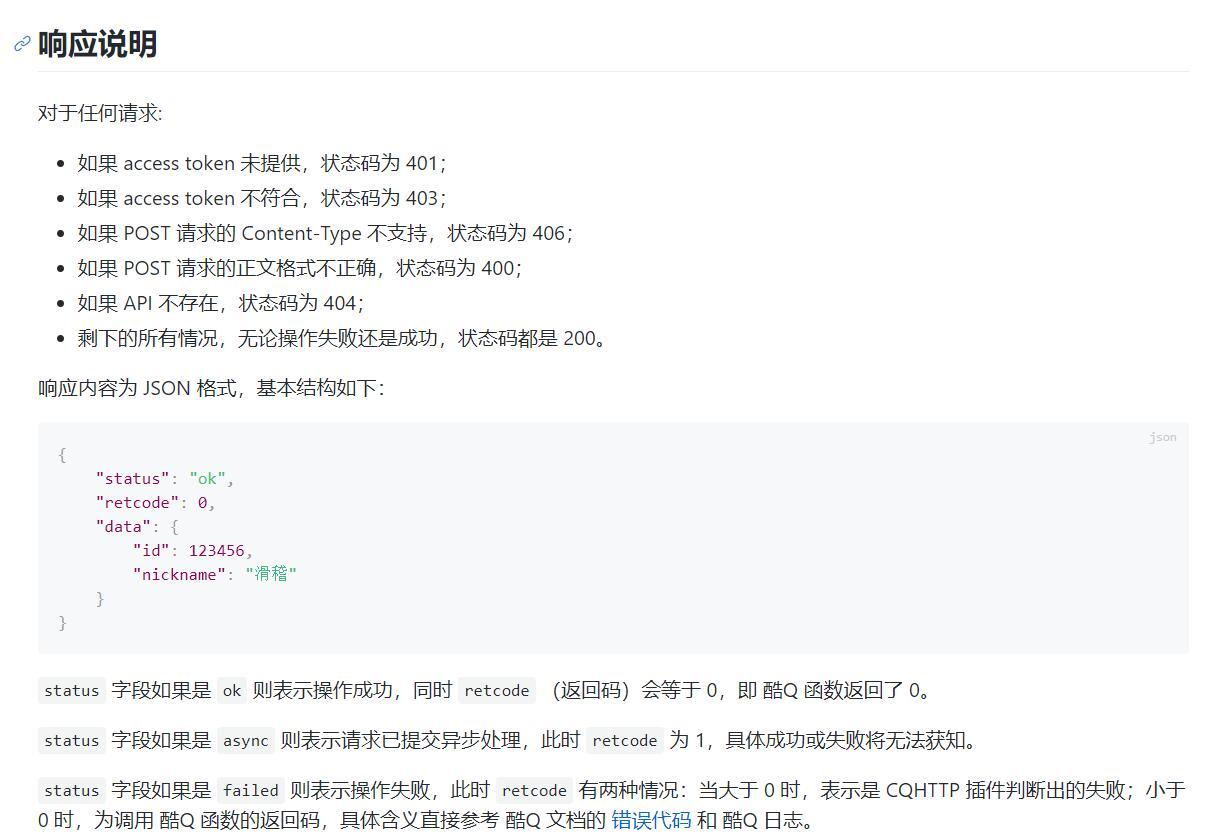 响应说明
对于任何请求:
如果 access token 未提供，状态码为 401；
如果 access token 不符合，状态码为 403；
如果 POST 请求的 Content-Type 不支持，状态码为 406；
如果 POST 请求的正文格式不正确，状态码为 400；
如果 API 不存在，状态码为 404；
剩下的所有情况，无论操作失败还是成功，状态码都是 200。
响应内容为 JSON 格式，基本结构如下：
json
{
    "status": "ok",
    "retcode": 0,
    "data": {
        "id": 123456,
        "nickname": "滑稽"
    }
}
status 字段如果是 ok 则表示操作成功，同时 retcode （返回码）会等于 0，即 酷Q 函数返回了 0。
status 字段如果是 async 则表示请求已提交异步处理，此时 retcode 为 1，具体成功或失败将无法获知。
status 字段如果是 failed 则表示操作失败，此时 retcode 有两种情况：当大于 0 时，表示是 CQHTTP 插件判断出的失败；小于
0 时，为调用 酷Q 函数的返回码，具体含义直接参考 酷Q 文档的 错误代码 和 酷Q 日志。